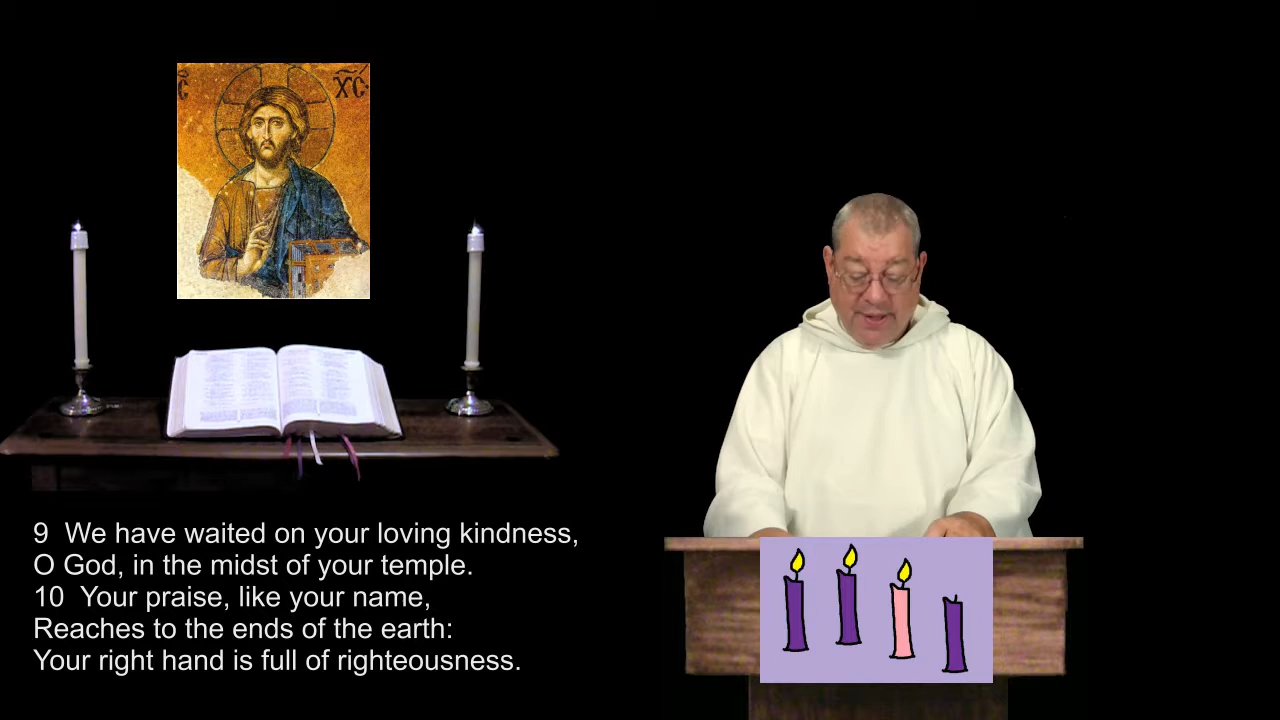 ΧC
9 We have waited on your loving kindness,
O God, in the midst of your temple.
10 Your praise, like your name,
Reaches to the ends of the earth:
Your right hand is full of righteousness.